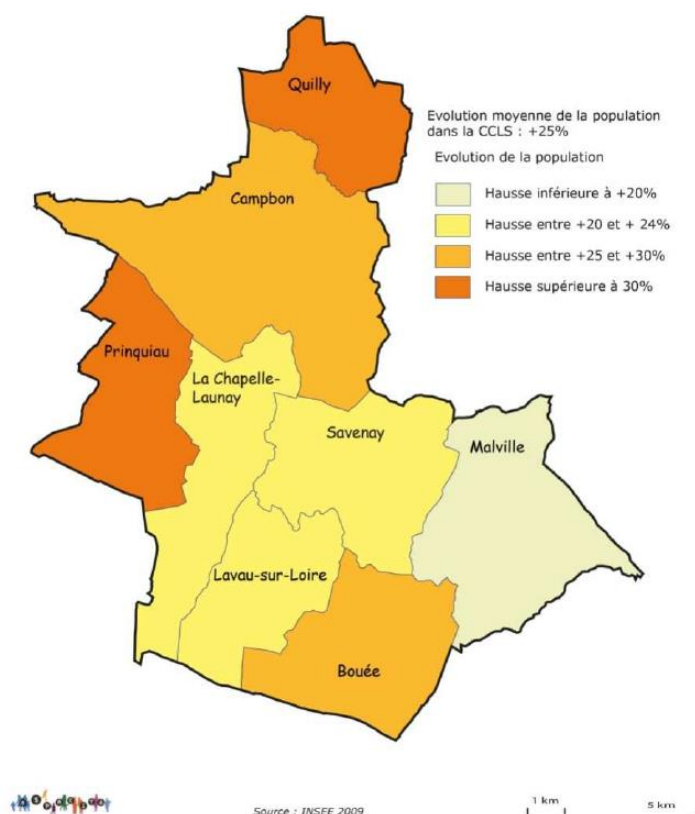 Quilly
Evolution moyenne de la population
dans la CCLS : +25%
Evolution de la population
Hausse inférieure à +20%
Hausse entre +20 et + 24%
Hausse entre +25 et +30%
Hausse supérieure à 30%
Campbon
Prinquiau
La Chapelle-
Launay
Savenay
Malville
Lavau-sur-Loire
Bouée
Source : INSEE 2009
1 km
5 km